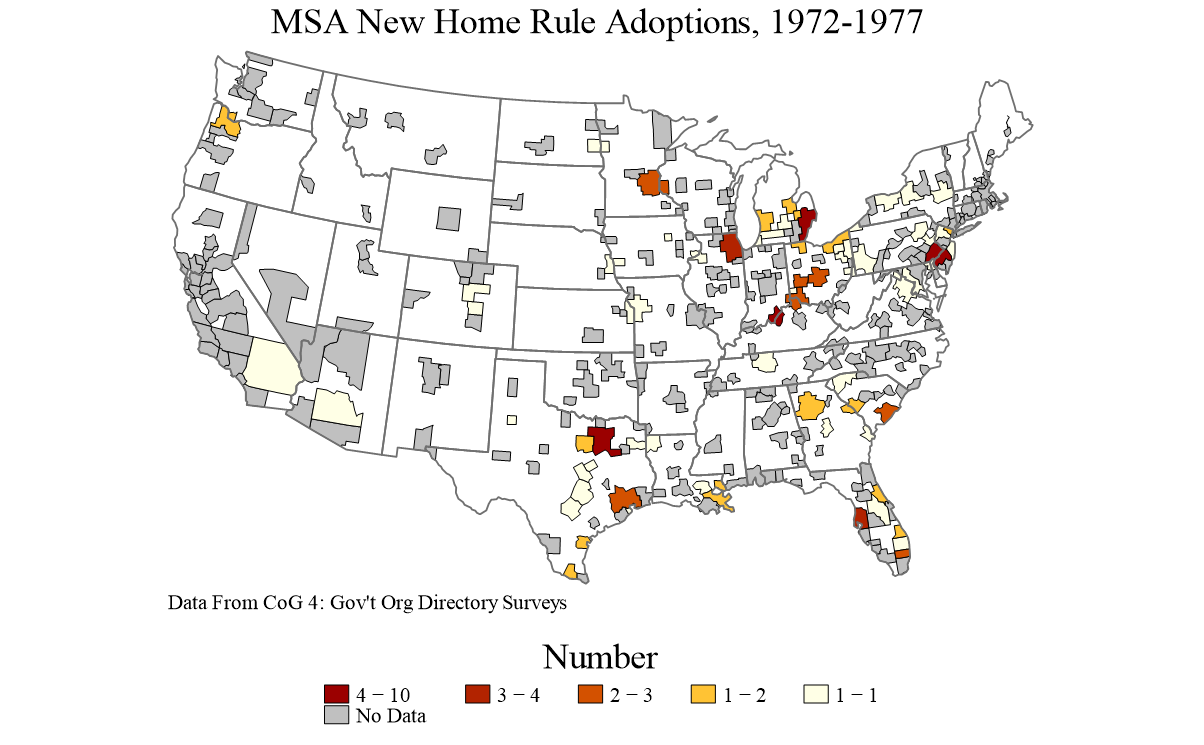 MSA New Home Rule Adoptions, 1972-1977
Data From CoG 4: Gov't Org Directory Surveys
Number
4 − 10
3 − 4
2 − 3
1 − 2
1 − 1
No Data